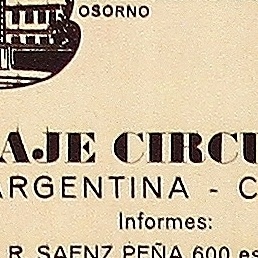 OSORNO
AJE CIRCU
ARGENTINA - C
Informes:
R. SAENZ PEÑA 600 es